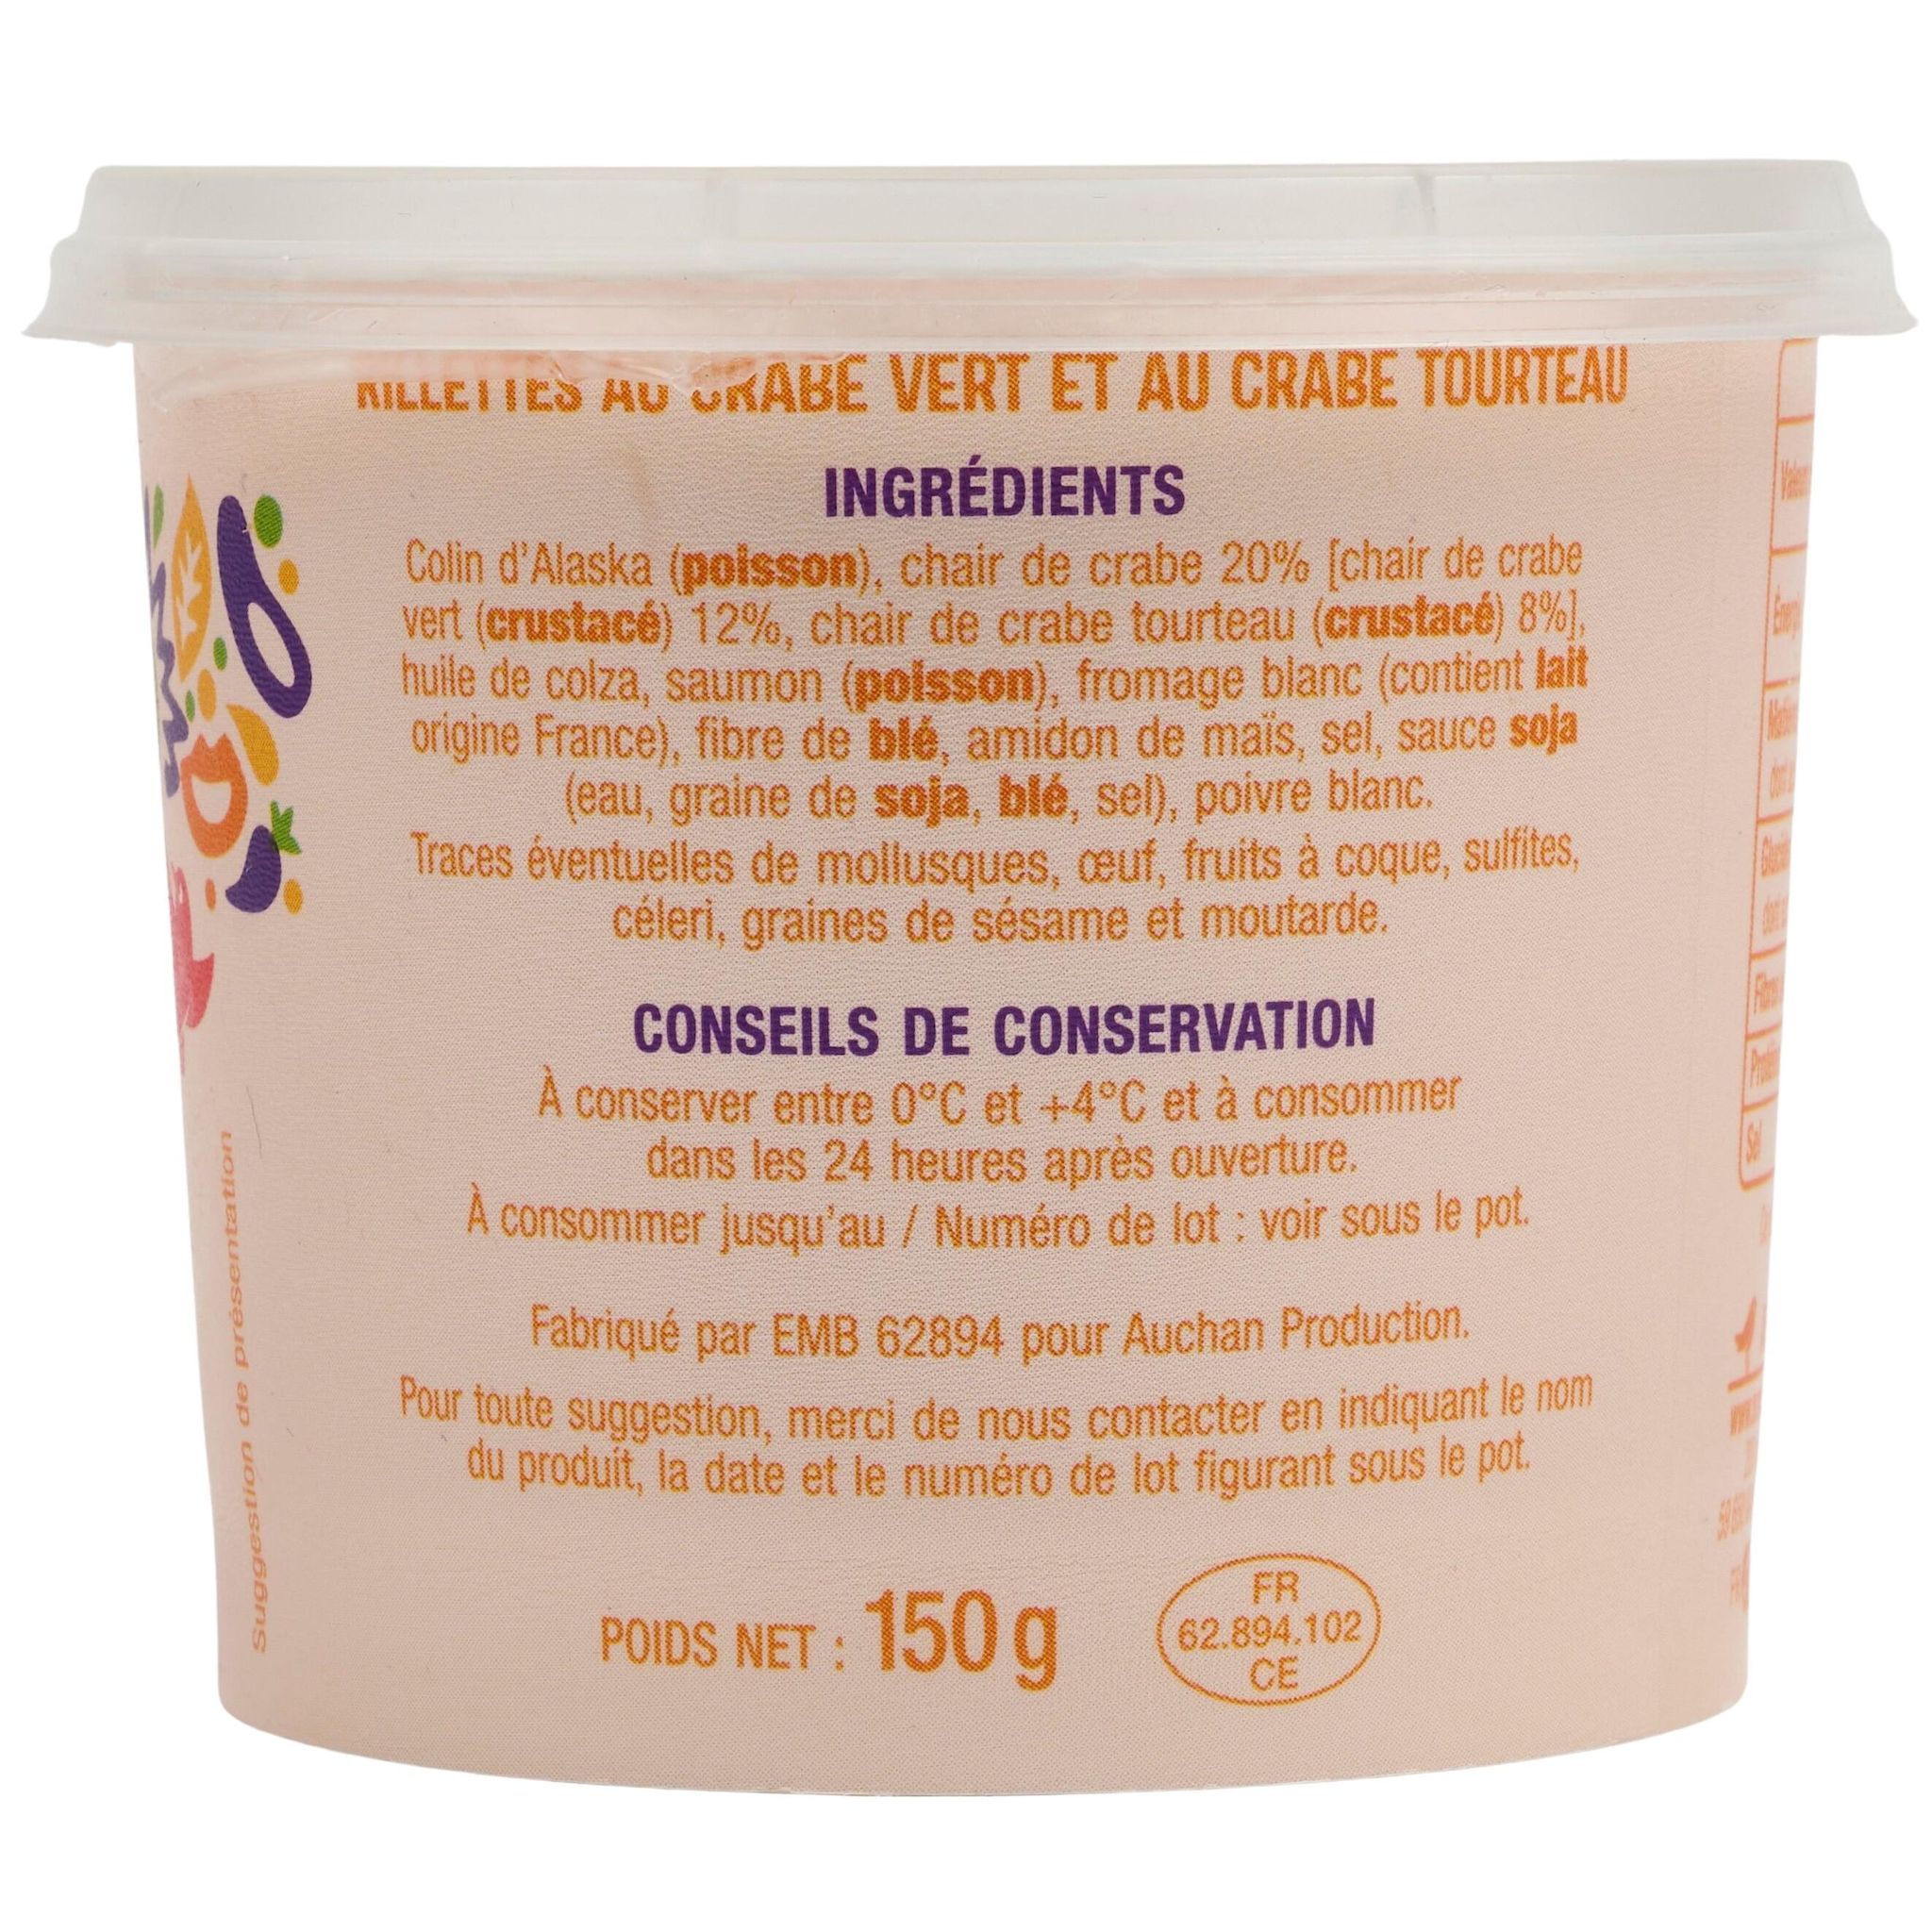 RILLETTES AU CRABE VERT ET AU CRABE TOURTEAU
INGRÉDIENTS
Colin d'Alaska (poisson), chair de crabe 20% [chair de crabe
vert (crustacé) 12%, chair de crabe tourteau (crustacé) 8%],
huile de colza, saumon (poisson), fromage blanc (contient lait
origine France), fibre de blé, amidon de maïs, sel, sauce soja
(eau, graine de soja, blé, sel), poivre blanc.
Traces éventuelles de mollusques, œuf, fruits à coque, sulfites,
céleri, graines de sésame et moutarde.
CONSEILS DE CONSERVATION
À conserver entre 0°C et +4°C et à consommer
dans les 24 heures après ouverture.
À consommer jusqu'au / Numéro de lot : voir sous le pot.
Fabriqué par EMB 62894 pour Auchan Production.
Pour toute suggestion, merci de nous contacter en indiquant le nom
du produit, la date et le numéro de lot figurant sous le pot.
POIDS NET : 150 g
FR
62.894.102
CE
Suggestion de présentation
Sel